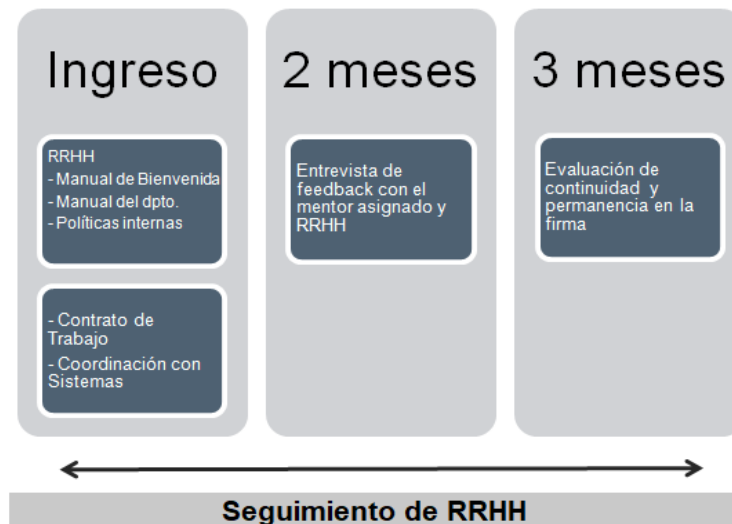 Ingreso
RRHH
- Manual de Bienvenida
- Manual del dpto.
- Políticas internas
- Contrato de
Trabajo
- Coordinación con
Sistemas
2 meses
Entrevista de
feedback con el
mentor asignado y
RRHH
3 meses
Evaluación de
continuidad y
permanencia en la
firma
Seguimiento de RRHH